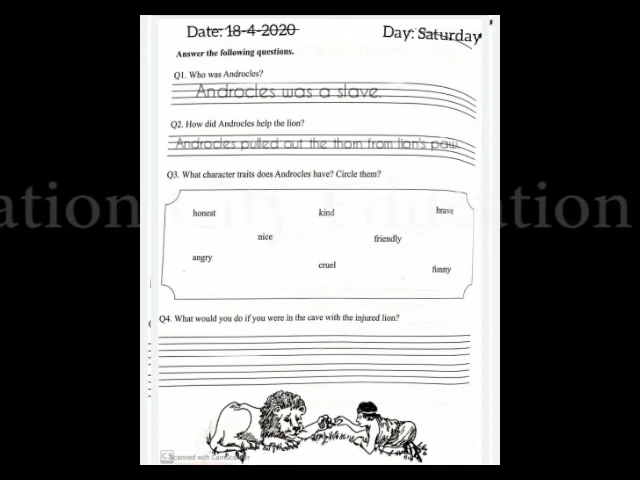 Date: 18-4-2020 Day: Saturday
Answer the following questions.
Q1. Who was Androcles?
Androcles was a slave.
Q2. How did Androcles help the lion?
Androcles pulled out the thorn from lion's paw.
Q3. What character traits does Androcles have? Circle them?
honest kind brave
nice friendly
angry cruel funny
Q4. What would you do if you were in the cave with the injured lion?
CS Scanned with CamScanner